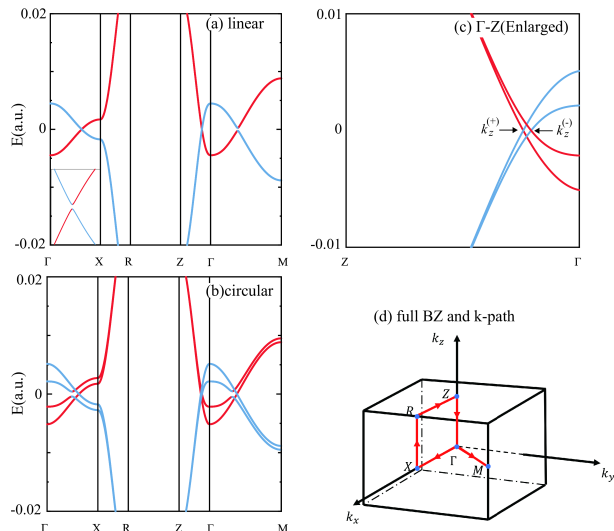 (a) linear
0.02
E(a.u.)
0
-0.02
Γ X R Z Γ M
(b)circular
0.02
E(a.u.)
0
-0.02
Γ X R Z Γ M
(c) Γ-Z(Enlarged)
0.01
0
k_z^{(+)} k_z^{(-)}
-0.01
Z Γ
(d) full BZ and k-path
k_z
Z
R
X Γ M
k_y
k_x